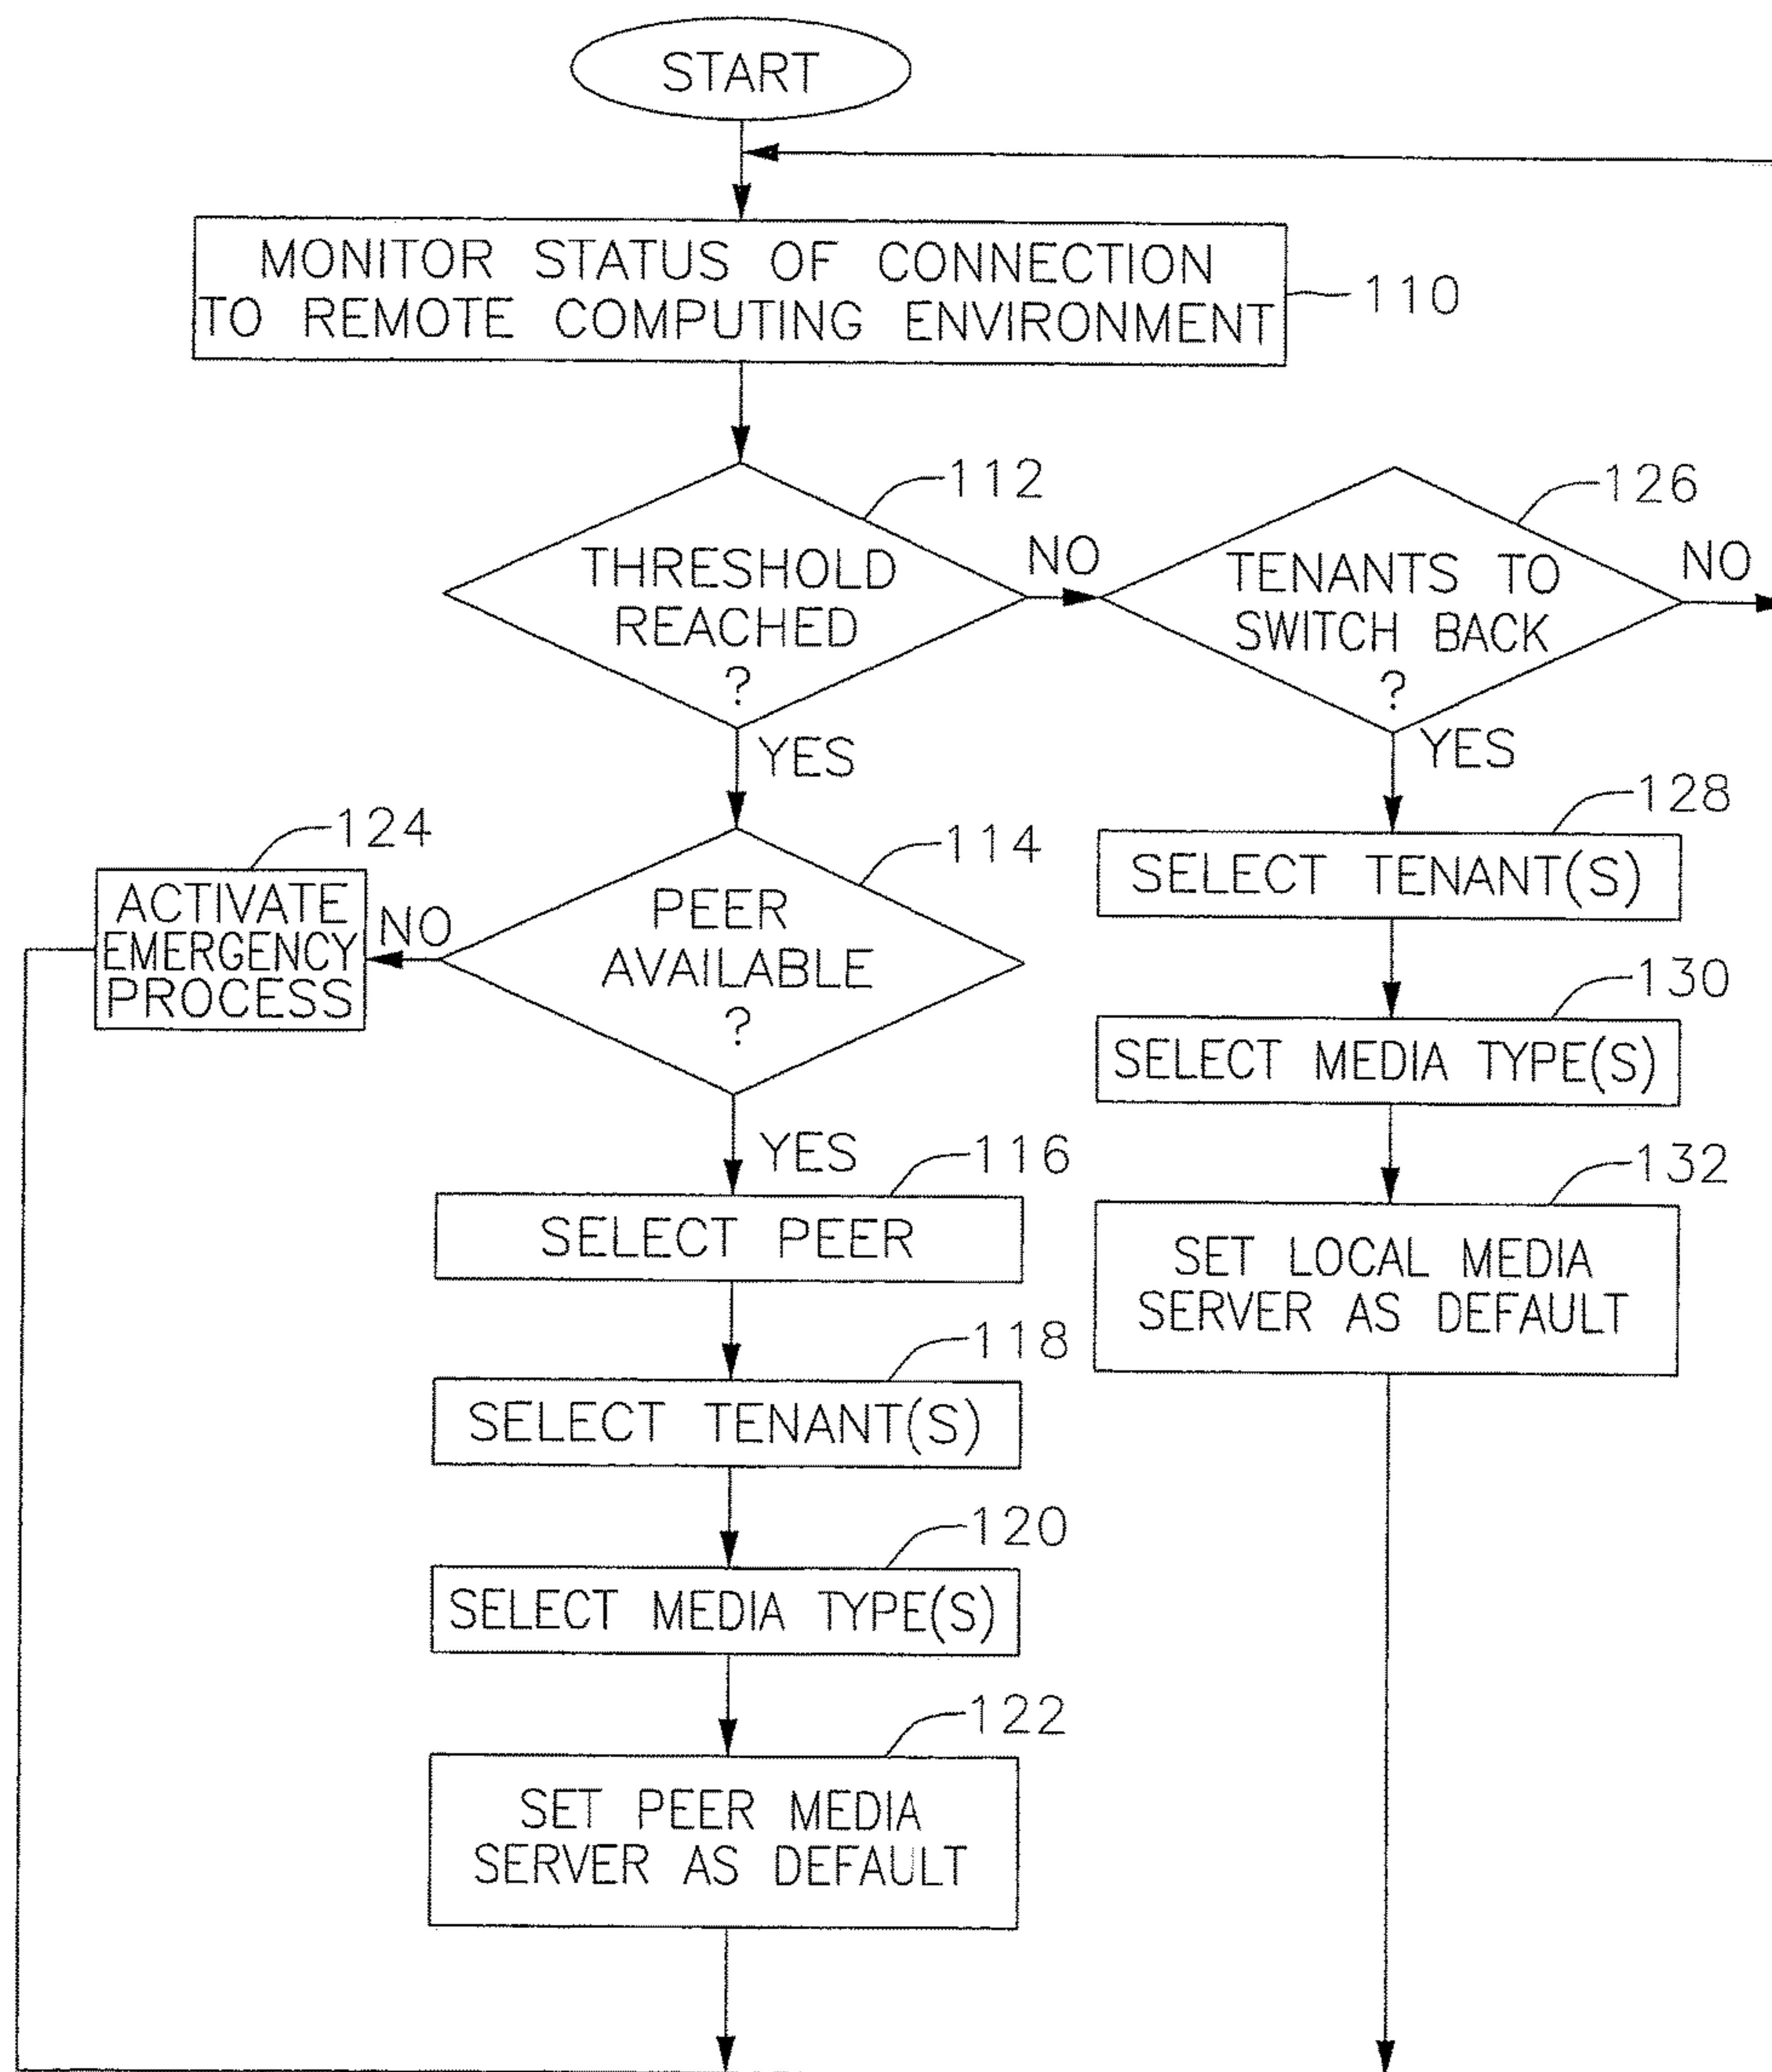 START
MONITOR STATUS OF CONNECTION
TO REMOTE COMPUTING ENVIRONMENT
110
112
THRESHOLD
REACHED
?
NO
YES
126
TENANTS TO
SWITCH BACK
?
NO
YES
124
ACTIVATE
EMERGENCY
PROCESS
NO
114
PEER
AVAILABLE
?
YES
128
SELECT TENANT(S)
130
SELECT MEDIA TYPE(S)
132
SET LOCAL MEDIA
SERVER AS DEFAULT
116
SELECT PEER
118
SELECT TENANT(S)
120
SELECT MEDIA TYPE(S)
122
SET PEER MEDIA
SERVER AS DEFAULT